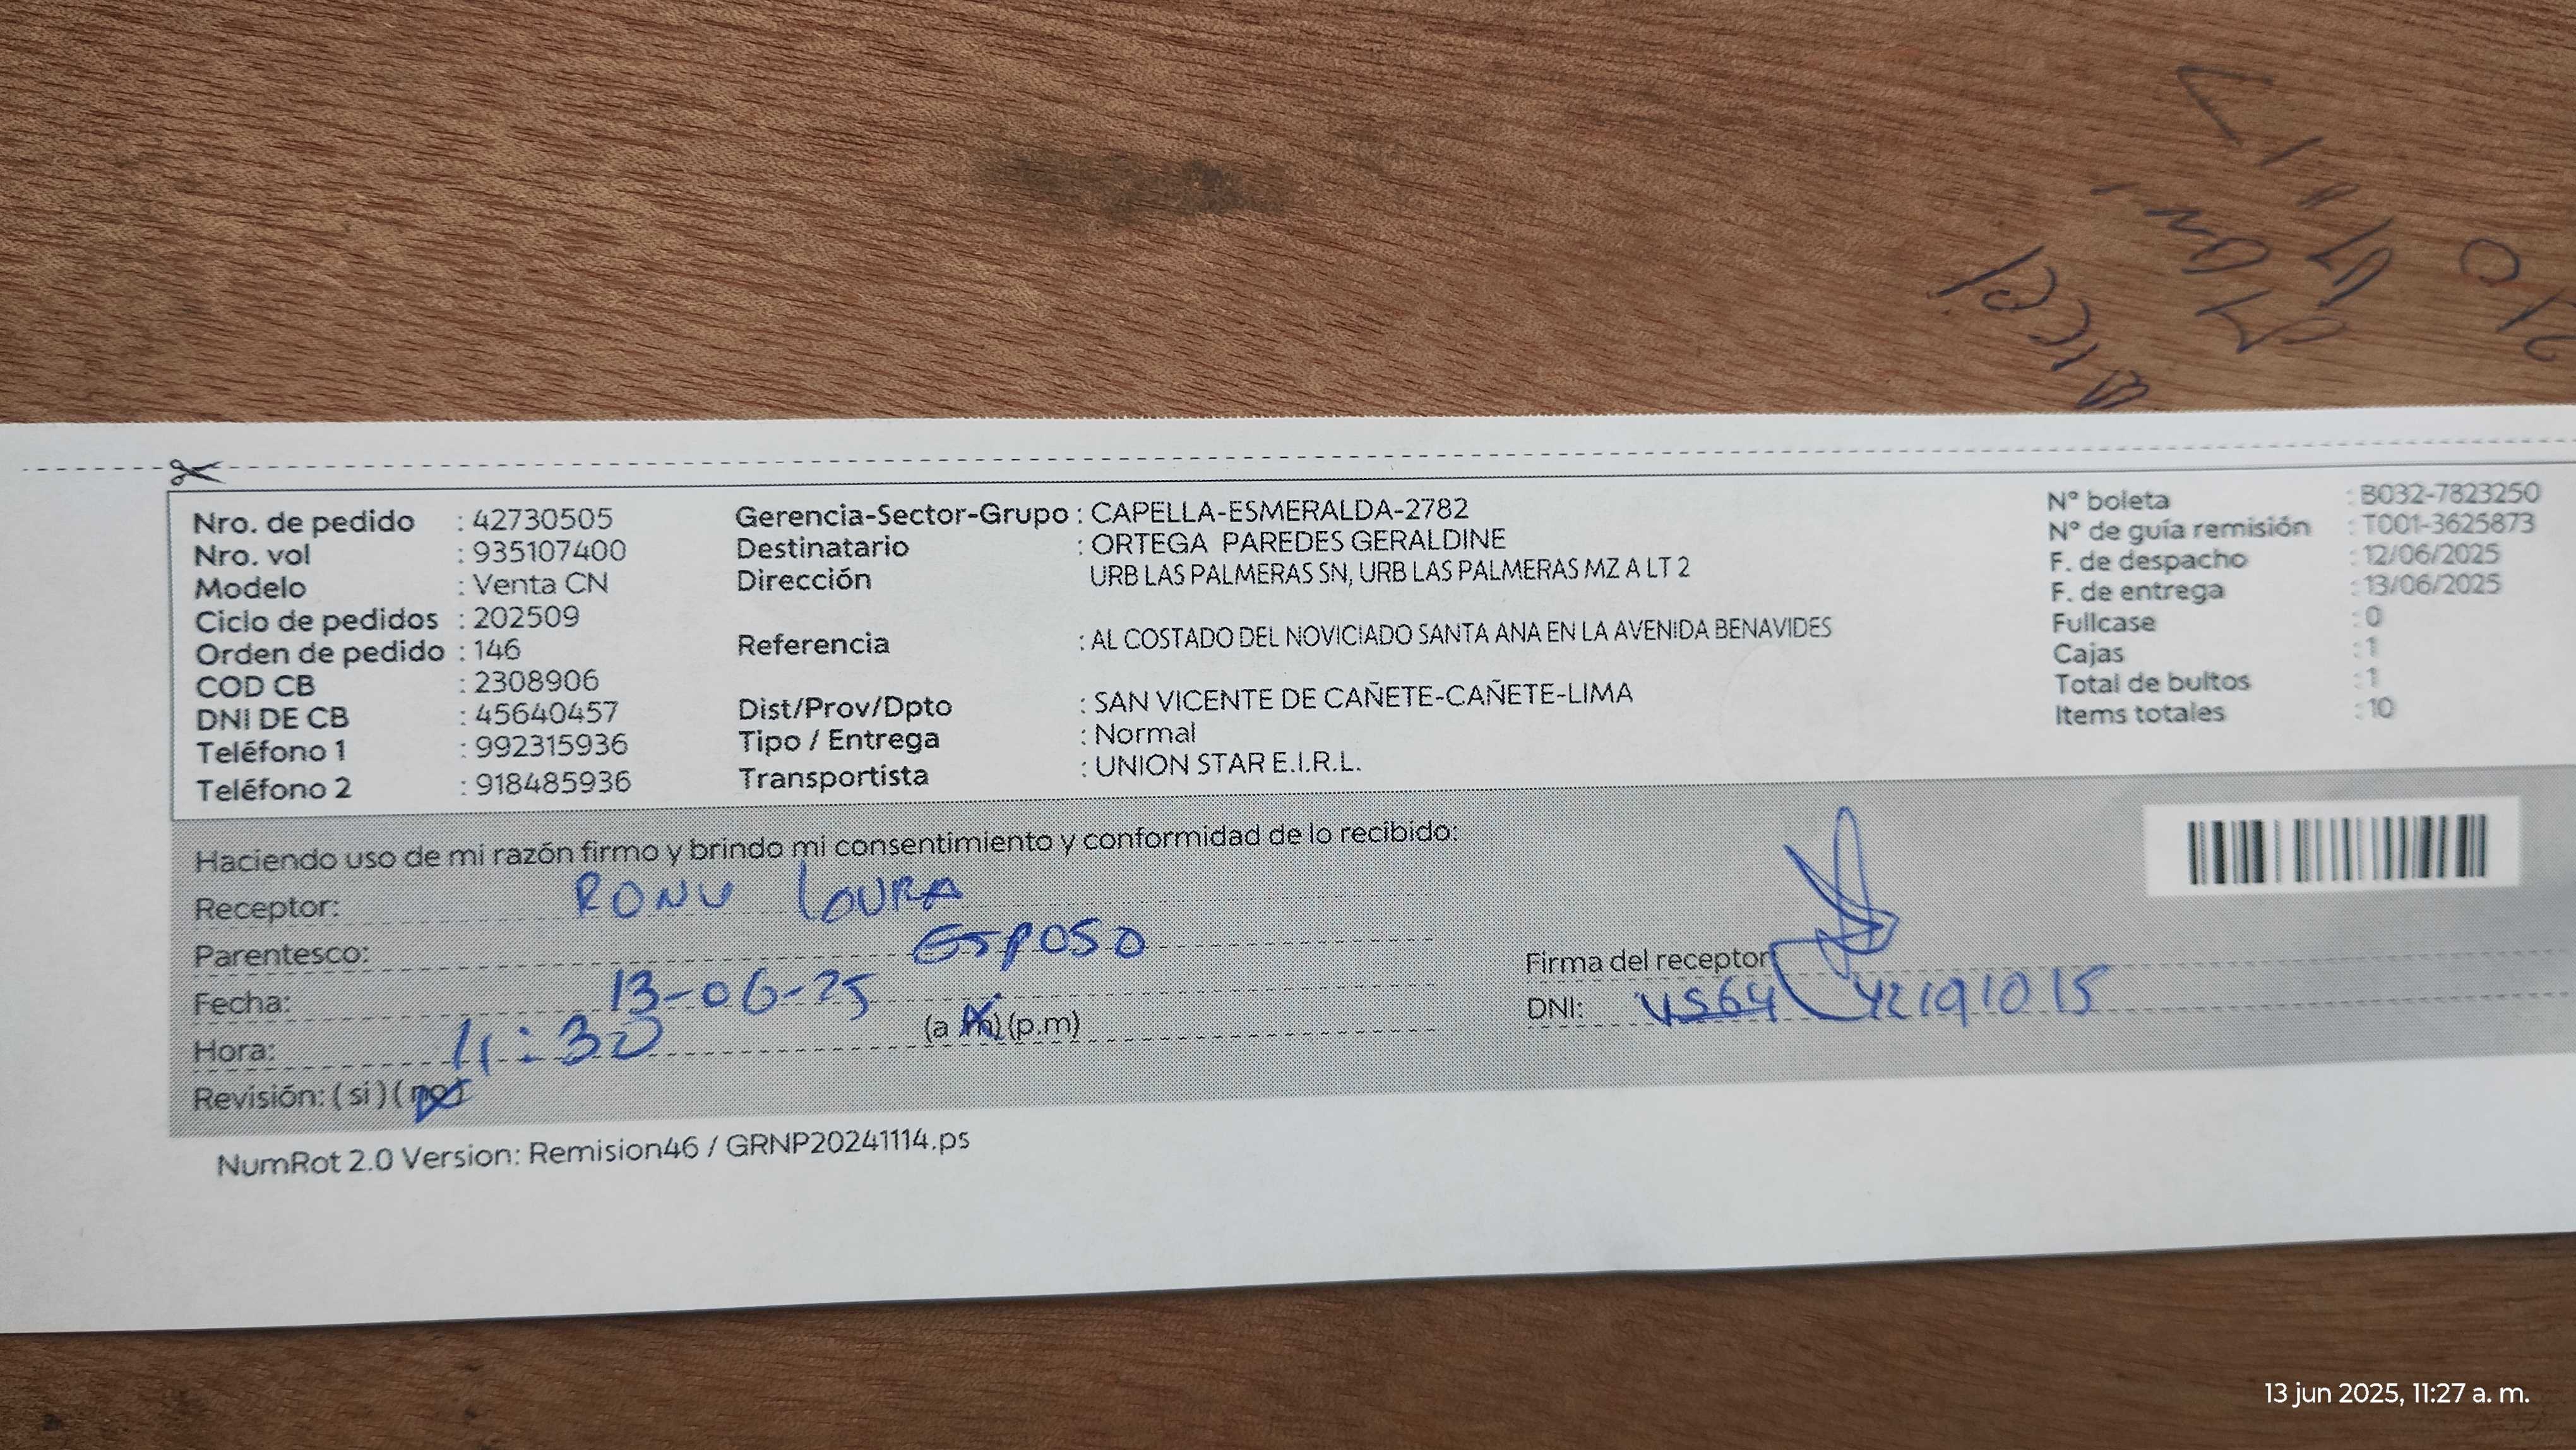 Nro. de pedido : 42730505
Nro. vol : 935107400
Modelo : Venta CN
Ciclo de pedidos : 202509
Orden de pedido : 146
COD CB : 2308906
DNI DE CB : 45640457
Teléfono 1 : 992315936
Teléfono 2 : 918485936
Gerencia-Sector-Grupo : CAPELLA-ESMERALDA-2782
Destinatario : ORTEGA PAREDES GERALDINE
Dirección URB LAS PALMERAS SN, URB LAS PALMERAS MZ A LT 2
Referencia : AL COSTADO DEL NOVICIADO SANTA ANA EN LA AVENIDA BENAVIDES
Dist/Prov/Dpto : SAN VICENTE DE CAÑETE-CAÑETE-LIMA
Tipo / Entrega : Normal
Transportista : UNION STAR E.I.R.L.
N° boleta : B032-7823250
N° de guía remisión : T001-3625873
F. de despacho : 12/06/2025
F. de entrega : 13/06/2025
Fullcase : 0
Cajas : 1
Total de bultos : 1
Items totales : 10
Haciendo uso de mi razón firmo y brindo mi consentimiento y conformidad de lo recibido:
Receptor:
Parentesco: Esposo
Fecha: 13-06-25
Hora: 11:30 (a.m) (p.m)
Revisión: ( si ) ( no )
Firma del receptor
DNI: 4564 42191015
NumRot 2.0 Version: Remision46 / GRNP20241114.ps
13 jun 2025, 11:27 a. m.